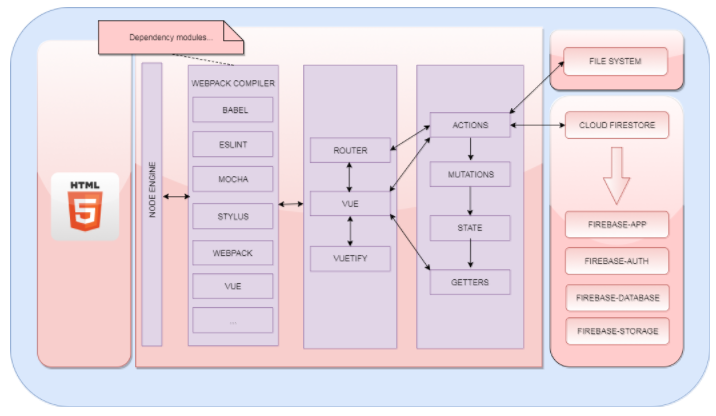 Dependency modules...
HTML
5
NODE ENGINE
WEBPACK COMPILER
BABEL
ESLINT
MOCHA
STYLUS
WEBPACK
VUE
...
ROUTER
VUE
VUETIFY
ACTIONS
MUTATIONS
STATE
GETTERS
FILE SYSTEM
CLOUD FIRESTORE
FIREBASE-APP
FIREBASE-AUTH
FIREBASE-DATABASE
FIREBASE-STORAGE